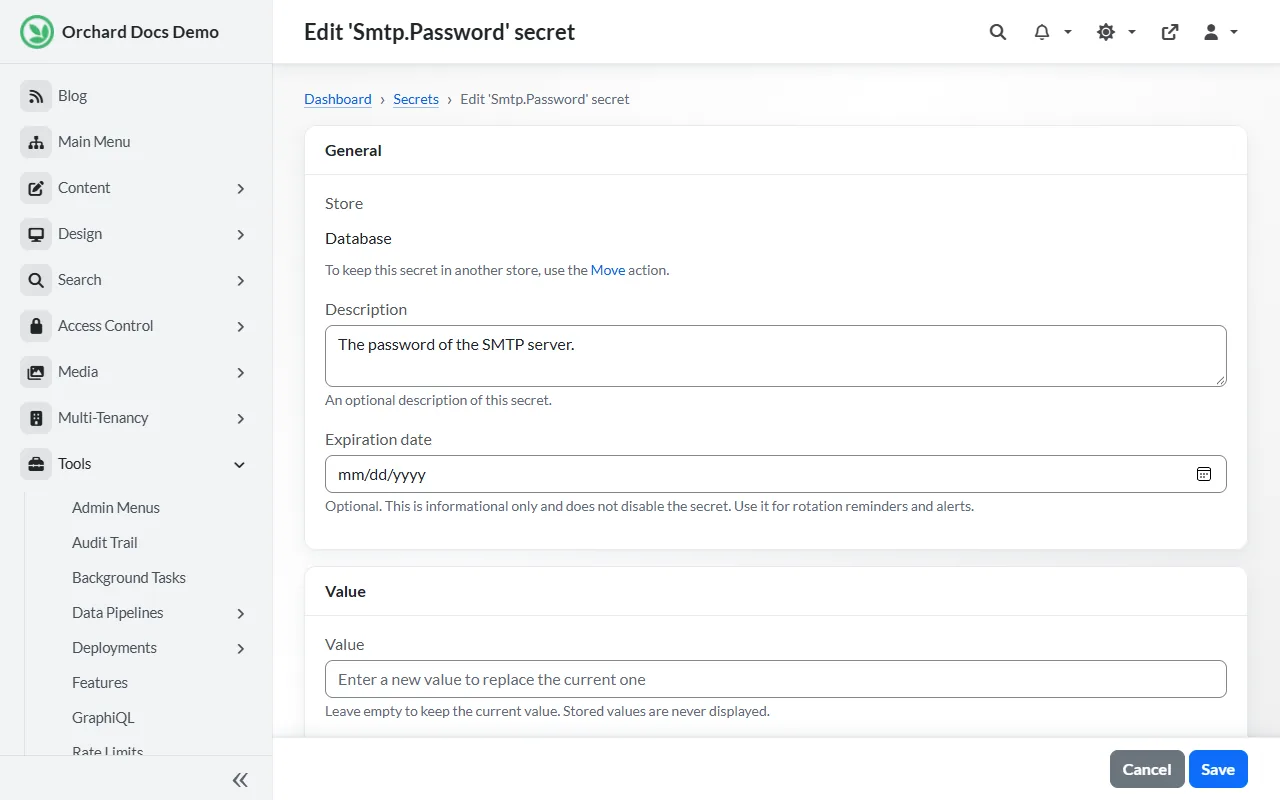 Orchard Docs Demo
Edit 'Smtp.Password' secret
Blog
Main Menu
Content
Design
Search
Access Control
Media
Multi-Tenancy
Tools
Admin Menus
Audit Trail
Background Tasks
Data Pipelines
Deployments
Features
GraphiQL
Rate Limits
Dashboard › Secrets › Edit 'Smtp.Password' secret
General
Store
Database
To keep this secret in another store, use the Move action.
Description
The password of the SMTP server.
An optional description of this secret.
Expiration date
mm/dd/yyyy
Optional. This is informational only and does not disable the secret. Use it for rotation reminders and alerts.
Value
Value
Enter a new value to replace the current one
Leave empty to keep the current value. Stored values are never displayed.
Cancel Save